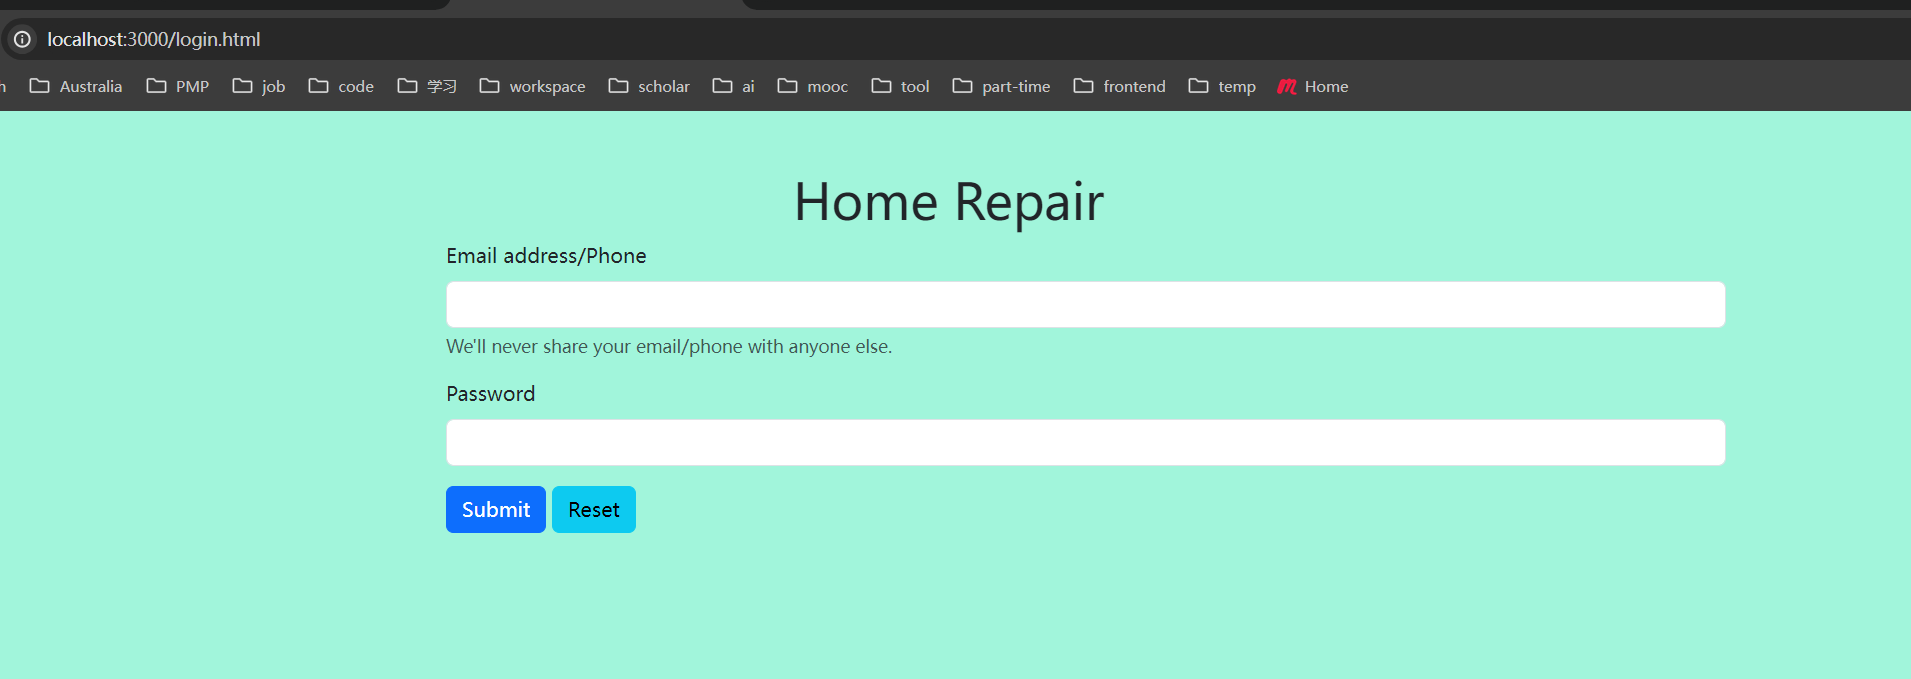 localhost:3000/login.html
Australia PMP job code 学习 workspace scholar ai mooc tool part-time frontend temp Home
Home Repair
Email address/Phone
We'll never share your email/phone with anyone else.
Password
Submit Reset